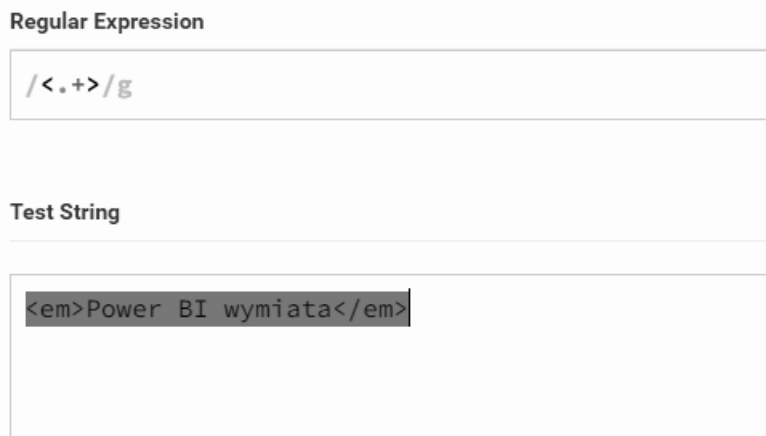 Regular Expression
/<.+>/g
Test String
<em>Power BI wymiata</em>